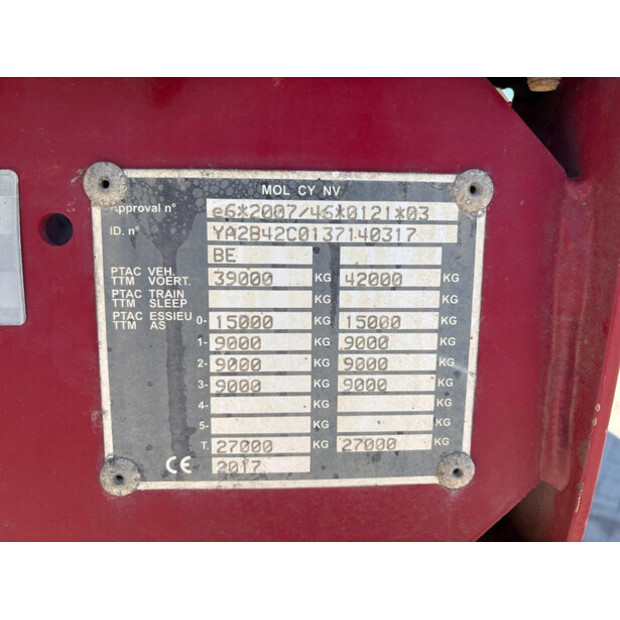 MOL CY NV
Approval n° e6*2007/46*0121*03
ID. n° YA2B42C0137140317
BE
PTAC VEH. TTM VOERT. 39000 KG 42000 KG
PTAC TRAIN TTM SLEEP KG KG
PTAC ESSIEU TTM AS 0- 15000 KG 15000 KG
1- 9000 KG 9000 KG
2- 9000 KG 9000 KG
3- 9000 KG 9000 KG
4- KG KG
5- KG KG
T. 27000 KG 27000 KG
CE 2017